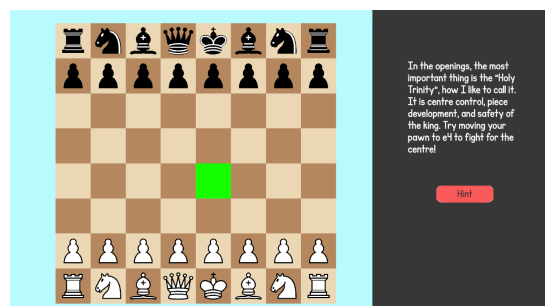 In the openings, the most
important thing is the "Holy
Trinity", how I like to call it.
It is centre control, piece
development, and safety of
the king. Try moving your
pawn to e4 to fight for the
centre!
Hint